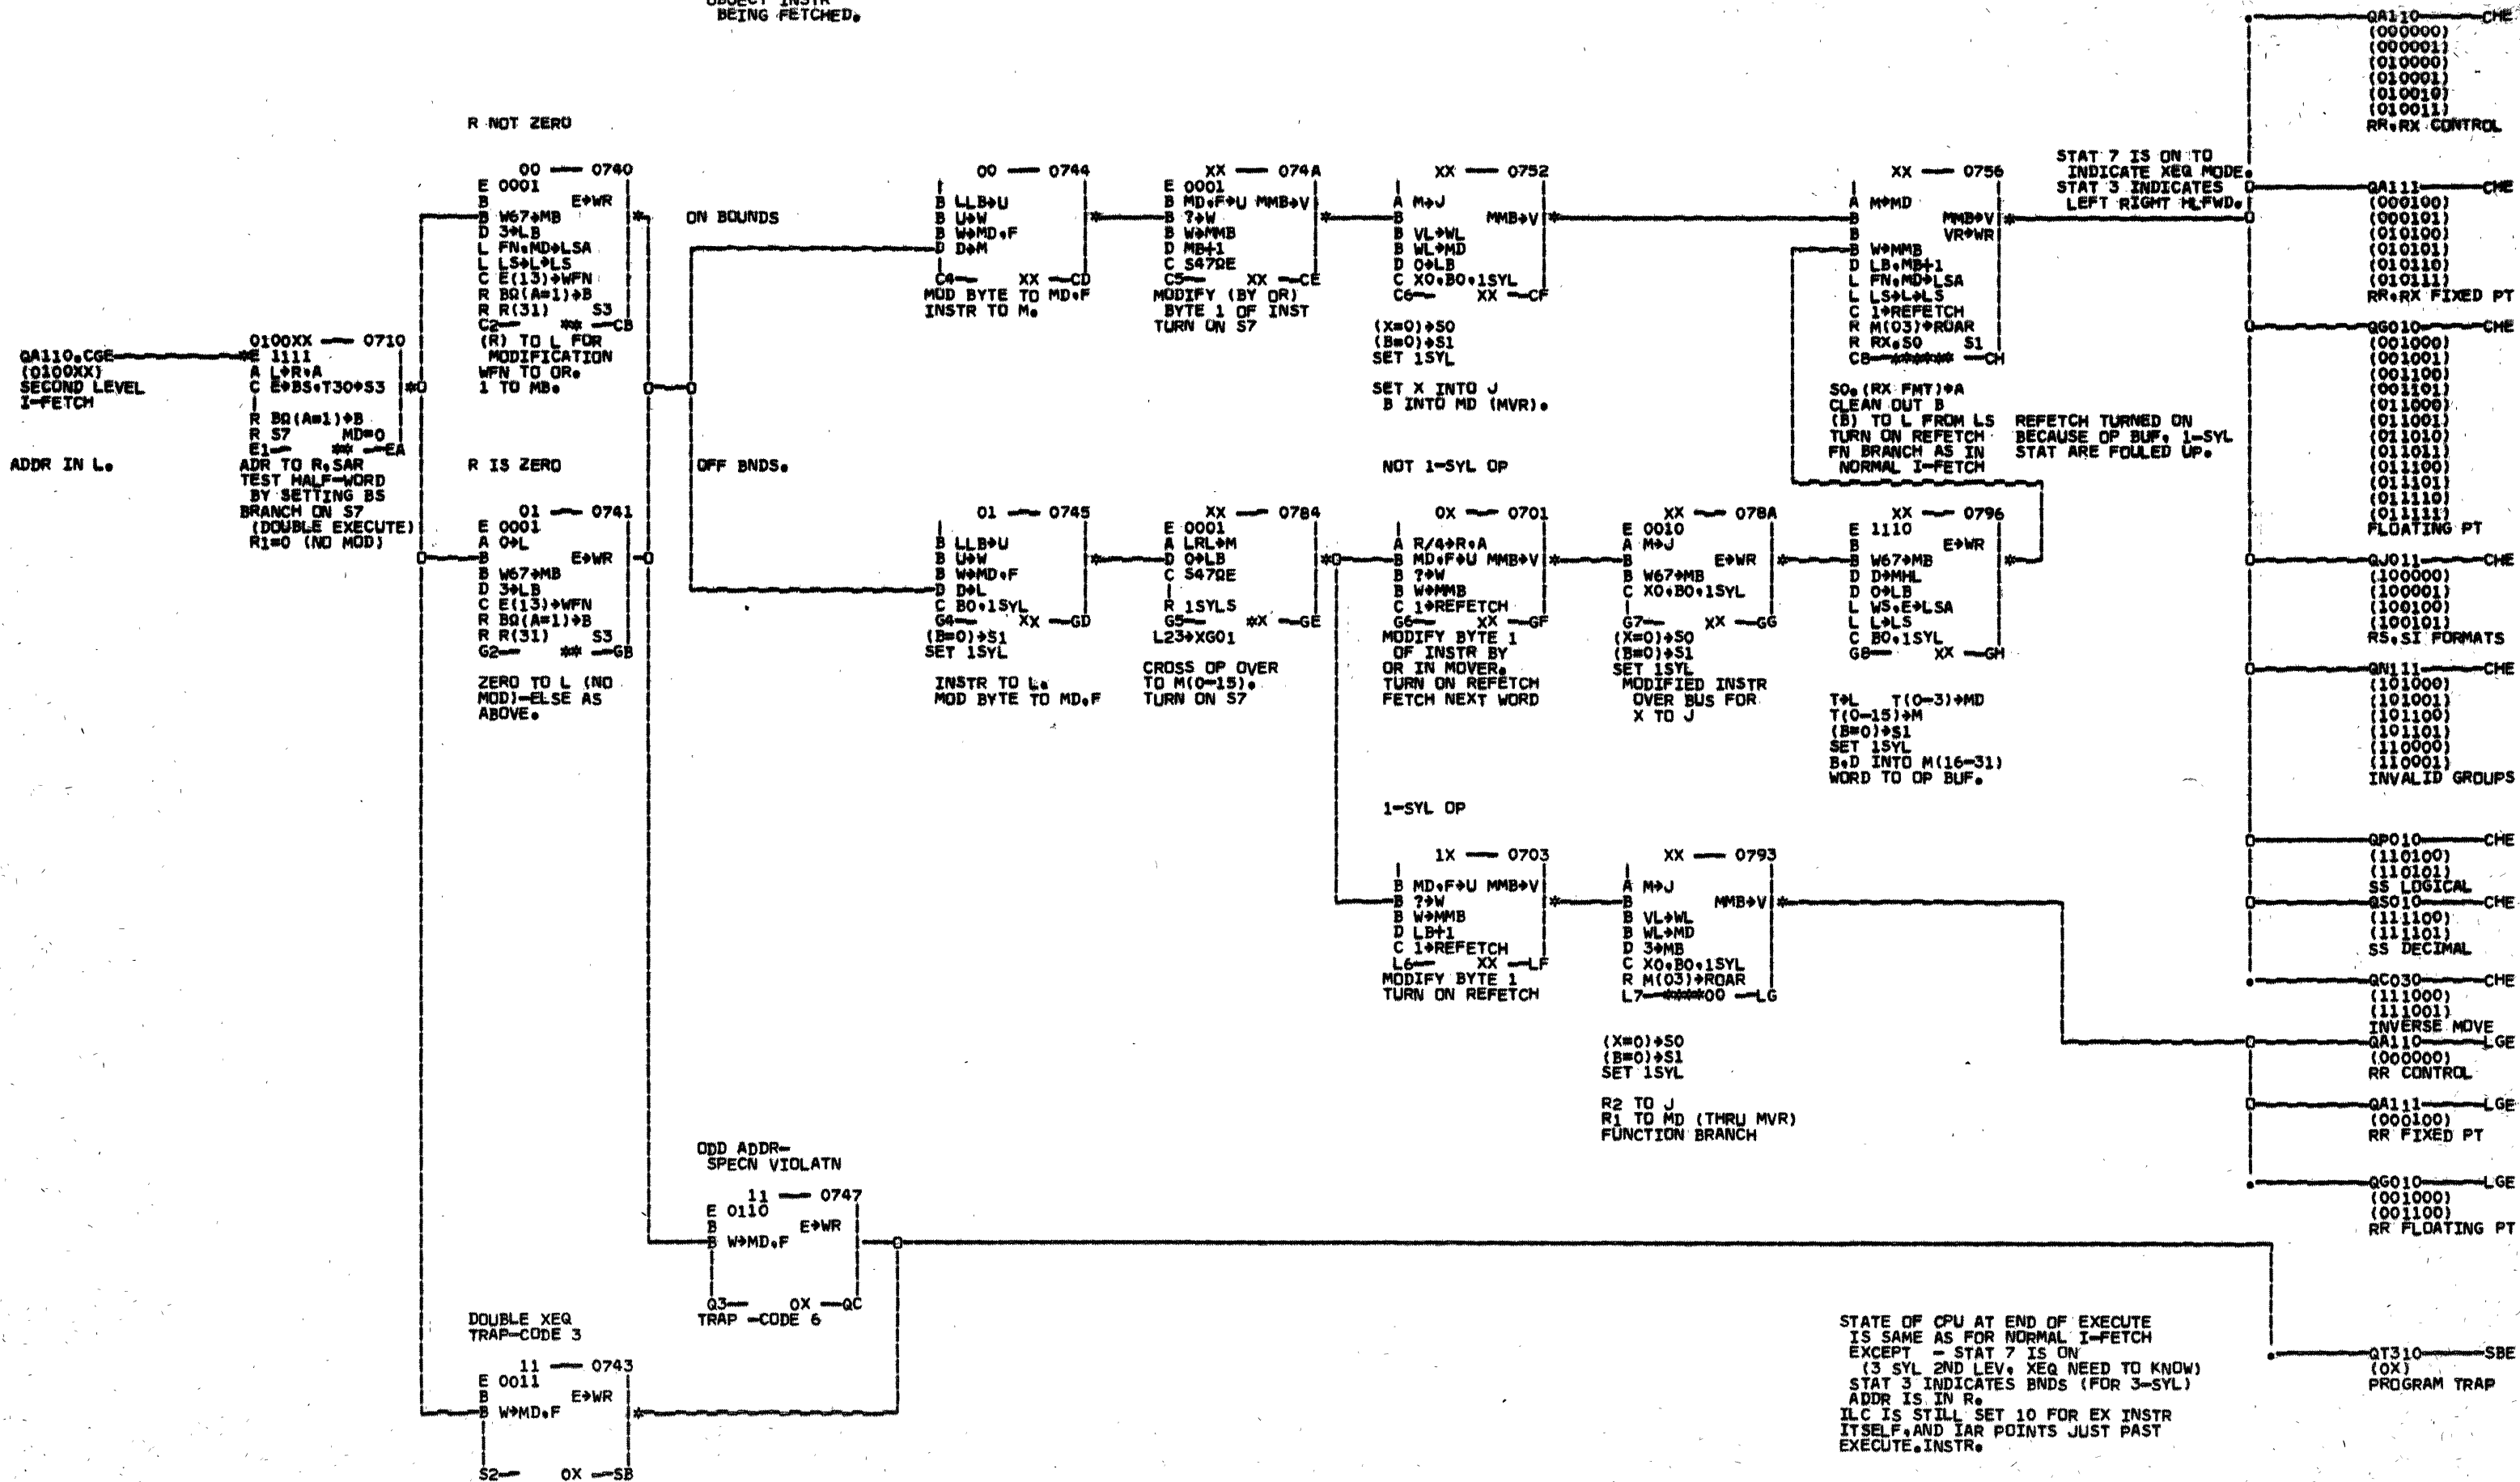 OBJECT INSTR
BEING FETCHED.
QA110.CGE
(0100XX)
SECOND LEVEL
I-FETCH
ADDR IN L.
0100XX — 0710
E 1111
A L→R,A
C E→BS,T30→S3
R BΩ(A=1)→B
R S7 MD=0
E1— ** —EA
ADR TO R,SAR
TEST HALF-WORD
BY SETTING BS
BRANCH ON S7
(DOUBLE EXECUTE)
R1=0 (NO MOD)
R NOT ZERO
00 — 0740
E 0001
B E→WR
B W67→MB
D 3→LB
L FN,MD→LSA
L LS→L→LS
C E(13)→WFN
R BΩ(A=1)→B
R R(31) S3
C2— ** —CB
(R) TO L FOR
MODIFICATION
WFN TO OR.
1 TO MB.
R IS ZERO
01 — 0741
E 0001
A 0→L
B E→WR
B W67→MB
D 3→LB
C E(13)→WFN
R BΩ(A=1)→B
R R(31) S3
G2— ** —GB
ZERO TO L (NO
MOD)-ELSE AS
ABOVE.
DOUBLE XEQ
TRAP-CODE 3
11 — 0743
E 0011
B E→WR
B W→MD,F
S2— 0X —SB
ON BOUNDS
OFF BNDS.
ODD ADDR-
SPECN VIOLATN
11 — 0747
E 0110
B E→WR
B W→MD,F
Q3— 0X —QC
TRAP -CODE 6
00 — 0744
B LLB→U
B U→W
B W→MD,F
D D→M
C4— XX —CD
MOD BYTE TO MD,F
INSTR TO M.
XX — 074A
E 0001
B MD,F→U MMB→V
B ?→W
B W→MMB
D MB+1
C S47ΩE
C5— XX —CE
MODIFY (BY OR)
BYTE 1 OF INST
TURN ON S7
XX — 0752
A M→J
B MMB→V
B VL→WL
B WL→MD
D 0→LB
C X0,B0,1SYL
C6— XX —CF
(X=0)→S0
(B=0)→S1
SET 1SYL
SET X INTO J
B INTO MD (MVR).
XX — 0756
A M→MD
B MMB→V
B VR→WR
B W→MMB
D LB,MB+1
L FN,MD→LSA
L LS→L→LS
C 1→REFETCH
R M(03)→ROAR
R RX,S0 S1
C8—****** —CH
S0,(RX FMT)→A
CLEAN OUT B
(B) TO L FROM LS
TURN ON REFETCH
FN BRANCH AS IN
NORMAL I-FETCH
REFETCH TURNED ON
BECAUSE OP BUF, 1-SYL
STAT ARE FOULED UP.
STAT 7 IS ON TO
INDICATE XEQ MODE.
STAT 3 INDICATES
LEFT RIGHT HLFWD.
01 — 0745
B LLB→U
B U→W
B W→MD,F
D D→L
C B0,1SYL
G4— XX —GD
(B=0)→S1
SET 1SYL
INSTR TO L.
MOD BYTE TO MD,F
XX — 0784
E 0001
A LRL→M
D 0→LB
C S47ΩE
R 1SYLS
G5— *X —GE
L23→XG01
CROSS OP OVER
TO M(0-15).
TURN ON S7
NOT 1-SYL OP
0X — 0701
A R/4→R,A
B MD,F→U MMB→V
B ?→W
B W→MMB
C 1→REFETCH
G6— XX —GF
MODIFY BYTE 1
OF INSTR BY
OR IN MOVER.
TURN ON REFETCH
FETCH NEXT WORD
XX — 078A
E 0010
A M→J
B E→WR
B W67→MB
C X0,B0,1SYL
G7— XX —GG
(X=0)→S0
(B=0)→S1
SET 1SYL
MODIFIED INSTR
OVER BUS FOR
X TO J
XX — 0796
E 1110
B E→WR
B W67→MB
D D→MHL
D 0→LB
L WS,E→LSA
L L→LS
C B0,1SYL
G8— XX —GH
T→L T(0-3)→MD
T(0-15)→M
(B=0)→S1
SET 1SYL
B,D INTO M(16-31)
WORD TO OP BUF.
1-SYL OP
1X — 0703
B MD,F→U MMB→V
B ?→W
B W→MMB
D LB+1
C 1→REFETCH
L6— XX —LF
MODIFY BYTE 1
TURN ON REFETCH
XX — 0793
A M→J
B MMB→V
B VL→WL
B WL→MD
D 3→MB
C X0,B0,1SYL
R M(03)→ROAR
L7—****00 —LG
(X=0)→S0
(B=0)→S1
SET 1SYL
R2 TO J
R1 TO MD (THRU MVR)
FUNCTION BRANCH
STATE OF CPU AT END OF EXECUTE
IS SAME AS FOR NORMAL I-FETCH
EXCEPT - STAT 7 IS ON
(3 SYL 2ND LEV, XEQ NEED TO KNOW)
STAT 3 INDICATES BNDS (FOR 3-SYL)
ADDR IS IN R.
ILC IS STILL SET 10 FOR EX INSTR
ITSELF,AND IAR POINTS JUST PAST
EXECUTE.INSTR.
QA110—CHE
(000000)
(000001)
(010000)
(010001)
(010010)
(010011)
RR,RX CONTROL
QA111—CHE
(000100)
(000101)
(010100)
(010101)
(010110)
(010111)
RR,RX FIXED PT
QG010—CHE
(001000)
(001001)
(001100)
(001101)
(011000)
(011001)
(011010)
(011011)
(011100)
(011101)
(011110)
(011111)
FLOATING PT
QJ011—CHE
(100000)
(100001)
(100100)
(100101)
RS,SI FORMATS
QN111—CHE
(101000)
(101001)
(101100)
(101101)
(110000)
(110001)
INVALID GROUPS
QP010—CHE
(110100)
(110101)
SS LOGICAL
QS010—CHE
(111100)
(111101)
SS DECIMAL
QC030—CHE
(111000)
(111001)
INVERSE MOVE
QA110—LGE
(000000)
RR CONTROL
QA111—LGE
(000100)
RR FIXED PT
QG010—LGE
(001000)
(001100)
RR FLOATING PT
QT310—SBE
(0X)
PROGRAM TRAP